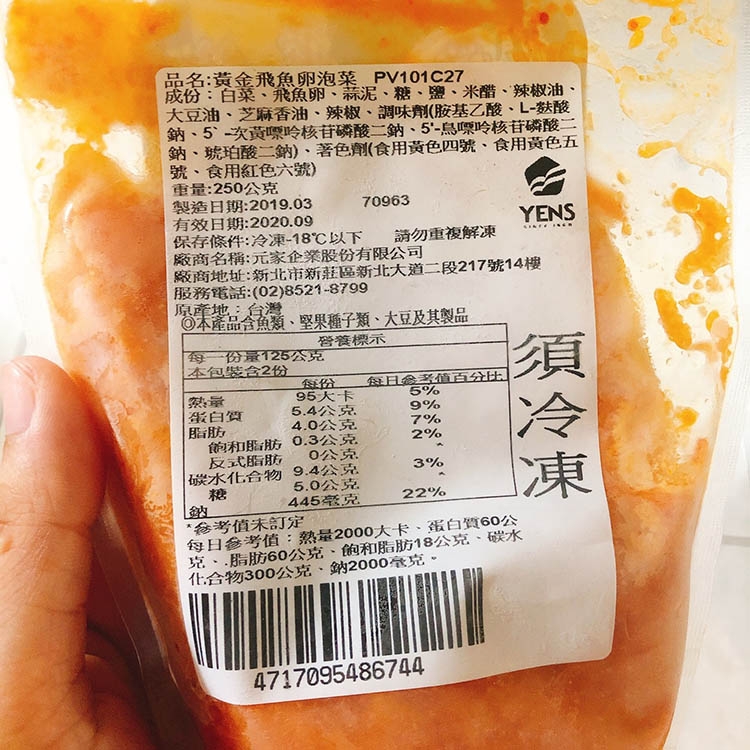 品名:黃金飛魚卵泡菜 PV101C27
成份：白菜、飛魚卵、蒜泥、糖、鹽、米醋、辣椒油、
大豆油、芝麻香油、辣椒、調味劑(胺基乙酸、L-麩酸
鈉、5`-次黃嘌呤核苷磷酸二鈉、5'-鳥嘌呤核苷磷酸二
鈉、琥珀酸二鈉)、著色劑(食用黃色四號、食用黃色五
號、食用紅色六號)
重量:250公克
製造日期:2019.03 70963
有效日期:2020.09
保存條件:冷凍-18℃以下 請勿重複解凍
廠商名稱:元家企業股份有限公司
廠商地址:新北市新莊區新北大道二段217號14樓
服務電話:(02)8521-8799
原產地：台灣
◎本產品含魚類、堅果種子類、大豆及其製品
YENS
營養標示
每一份量125公克
本包裝含2份
每份 每日參考值百分比
熱量 95大卡 5%
蛋白質 5.4公克 9%
脂肪 4.0公克 7%
飽和脂肪 0.3公克 2%
反式脂肪 0公克 *
碳水化合物 9.4公克 3%
糖 5.0公克 *
鈉 445毫克 22%
*參考值未訂定
每日參考值：熱量2000大卡、蛋白質60公
克、脂肪60公克、飽和脂肪18公克、碳水
化合物300公克、鈉2000毫克。
須冷凍
4717095486744